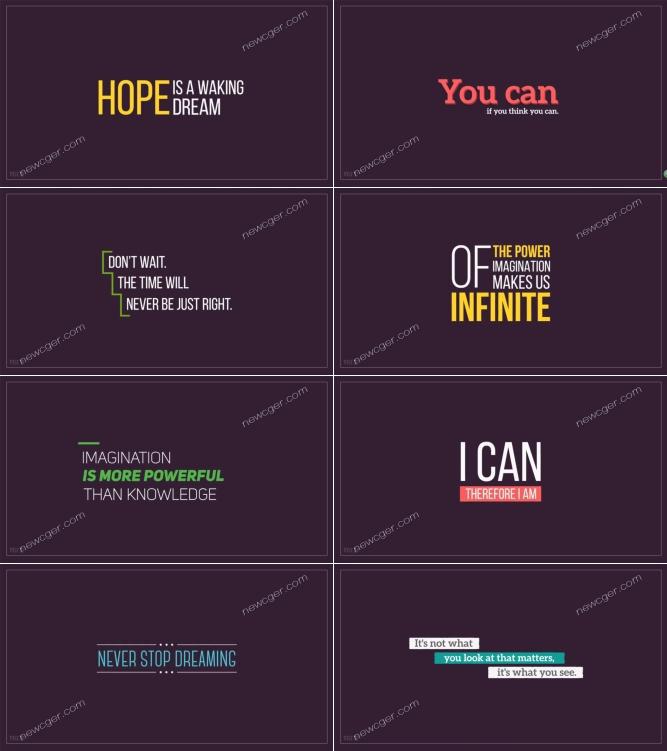 newcger.com
HOPE IS A WAKING
DREAM
newcger.com
newcger.com
You can
if you think you can.
newcger.com
newcger.com
DON'T WAIT.
THE TIME WILL
NEVER BE JUST RIGHT.
newcger.com
newcger.com
OF THE POWER
IMAGINATION
MAKES US
INFINITE
newcger.com
newcger.com
IMAGINATION
IS MORE POWERFUL
THAN KNOWLEDGE
newcger.com
newcger.com
I CAN
THEREFORE I AM
newcger.com
newcger.com
NEVER STOP DREAMING
newcger.com
newcger.com
It's not what
you look at that matters,
it's what you see.
newcger.com